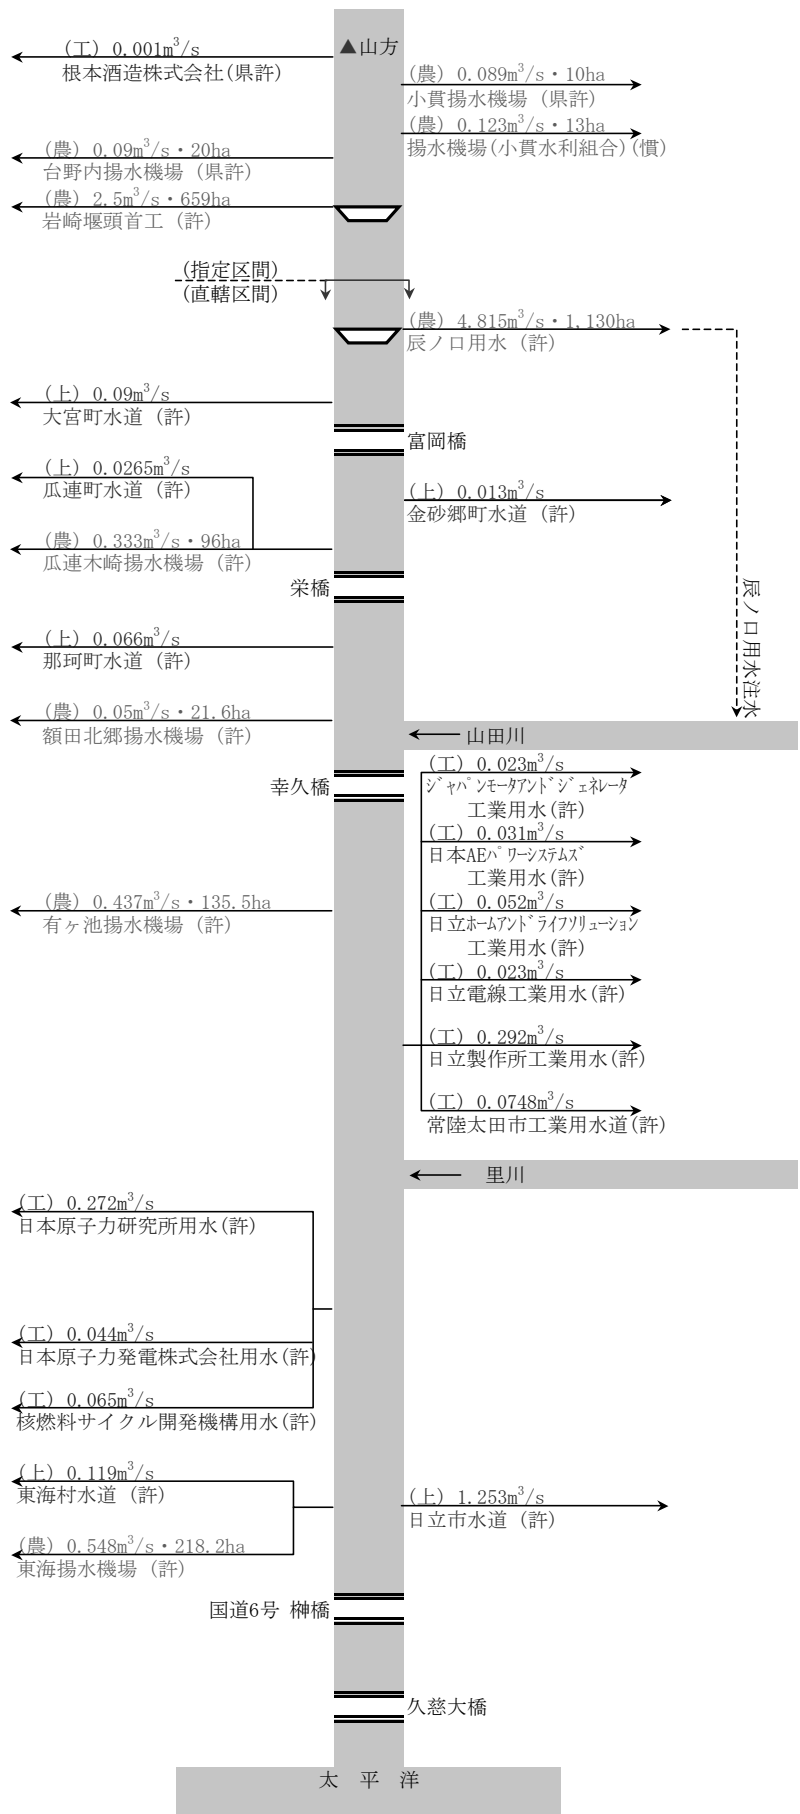 ▲山方
(工) 0.001m³/s
根本酒造株式会社(県許)
(農) 0.089m³/s・10ha
小貫揚水機場 (県許)
(農) 0.123m³/s・13ha
揚水機場(小貫水利組合)(慣)
(農) 0.09m³/s・20ha
台野内揚水機場 (県許)
(農) 2.5m³/s・659ha
岩崎堰頭首工 (許)
(指定区間)
(直轄区間)
(農) 4.815m³/s・1,130ha
辰ノ口用水 (許)
(上) 0.09m³/s
大宮町水道 (許)
富岡橋
(上) 0.0265m³/s
瓜連町水道 (許)
(上) 0.013m³/s
金砂郷町水道 (許)
(農) 0.333m³/s・96ha
瓜連木崎揚水機場 (許)
栄橋
辰ノ口用水注水
(上) 0.066m³/s
那珂町水道 (許)
(農) 0.05m³/s・21.6ha
額田北郷揚水機場 (許)
山田川
幸久橋
(工) 0.023m³/s
ｼﾞｬﾊﾟﾝﾓｰﾀｱﾝﾄﾞｼﾞｪﾈﾚｰﾀ
工業用水(許)
(工) 0.031m³/s
日本AEﾊﾟﾜｰｼｽﾃﾑｽﾞ
工業用水(許)
(農) 0.437m³/s・135.5ha
有ヶ池揚水機場 (許)
(工) 0.052m³/s
日立ﾎｰﾑｱﾝﾄﾞﾗｲﾌｿﾘｭｰｼｮﾝ
工業用水(許)
(工) 0.023m³/s
日立電線工業用水(許)
(工) 0.292m³/s
日立製作所工業用水(許)
(工) 0.0748m³/s
常陸太田市工業用水道(許)
里川
(工) 0.272m³/s
日本原子力研究所用水(許)
(工) 0.044m³/s
日本原子力発電株式会社用水(許)
(工) 0.065m³/s
核燃料サイクル開発機構用水(許)
(上) 0.119m³/s
東海村水道 (許)
(上) 1.253m³/s
日立市水道 (許)
(農) 0.548m³/s・218.2ha
東海揚水機場 (許)
国道6号 榊橋
久慈大橋
太 平 洋